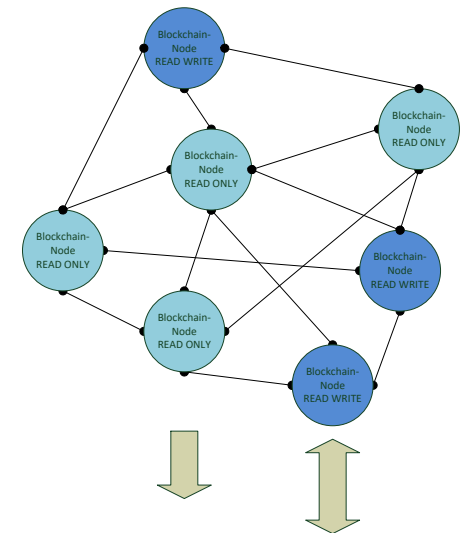 Blockchain-
Node
READ WRITE
Blockchain-
Node
READ ONLY
Blockchain-
Node
READ ONLY
Blockchain-
Node
READ ONLY
Blockchain-
Node
READ WRITE
Blockchain-
Node
READ ONLY
Blockchain-
Node
READ WRITE